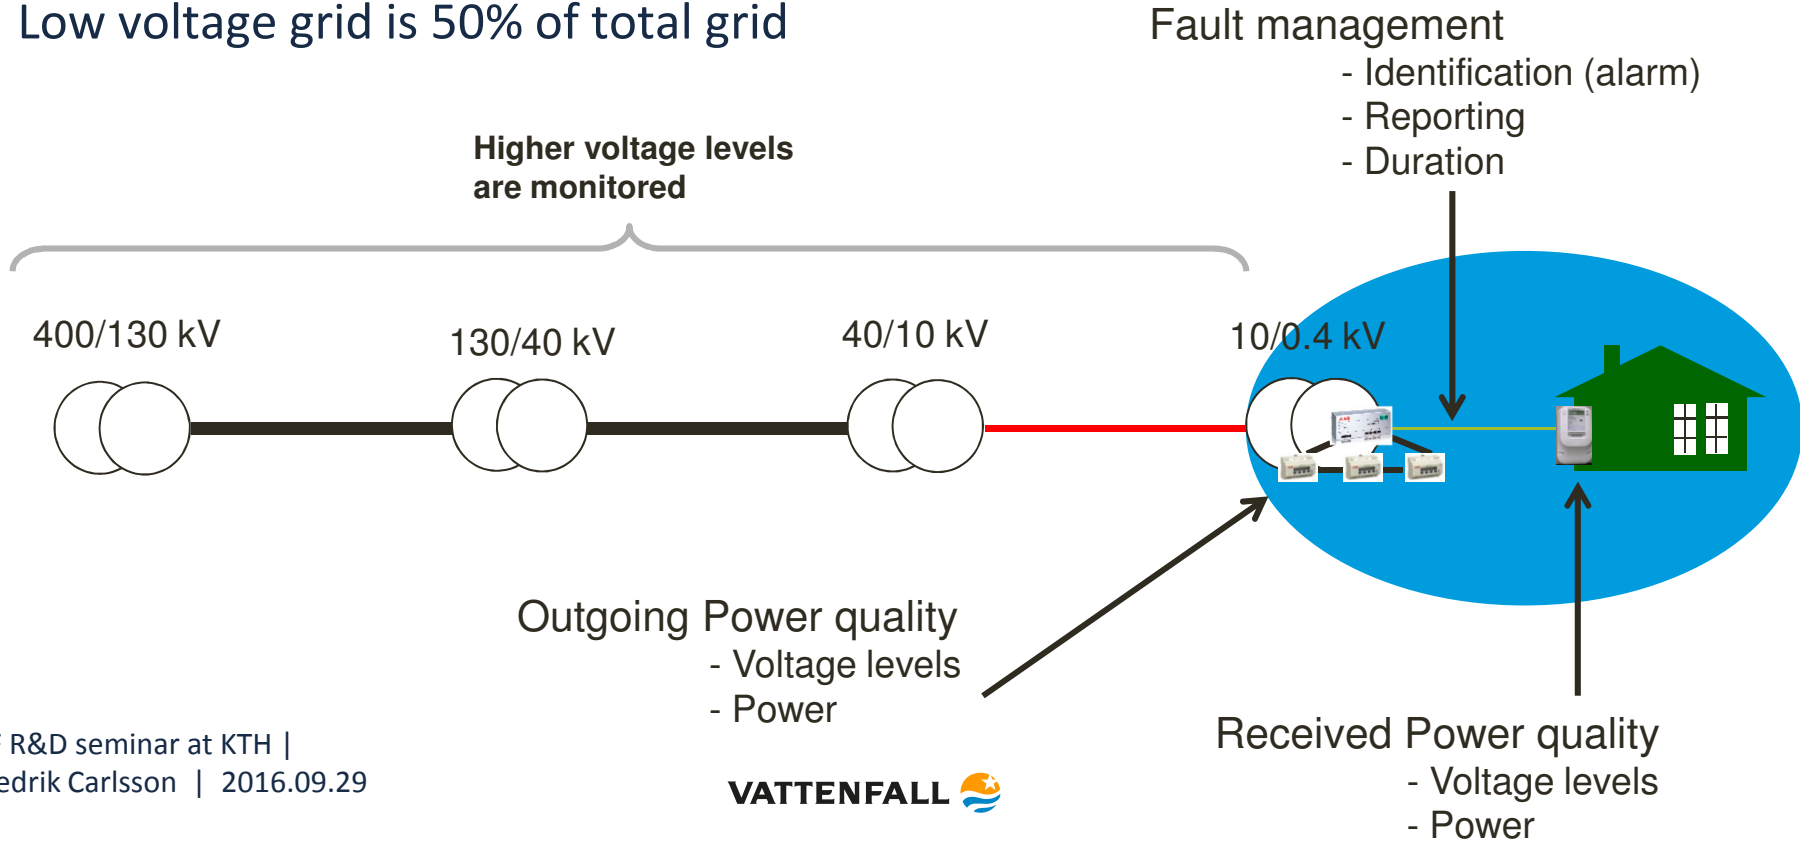 Low voltage grid is 50% of total grid
Fault management
- Identification (alarm)
- Reporting
- Duration
Higher voltage levels
are monitored
400/130 kV
130/40 kV
40/10 kV
10/0.4 kV
Outgoing Power quality
- Voltage levels
- Power
Received Power quality
- Voltage levels
- Power
R&D seminar at KTH |
edrik Carlsson | 2016.09.29
VATTENFALL